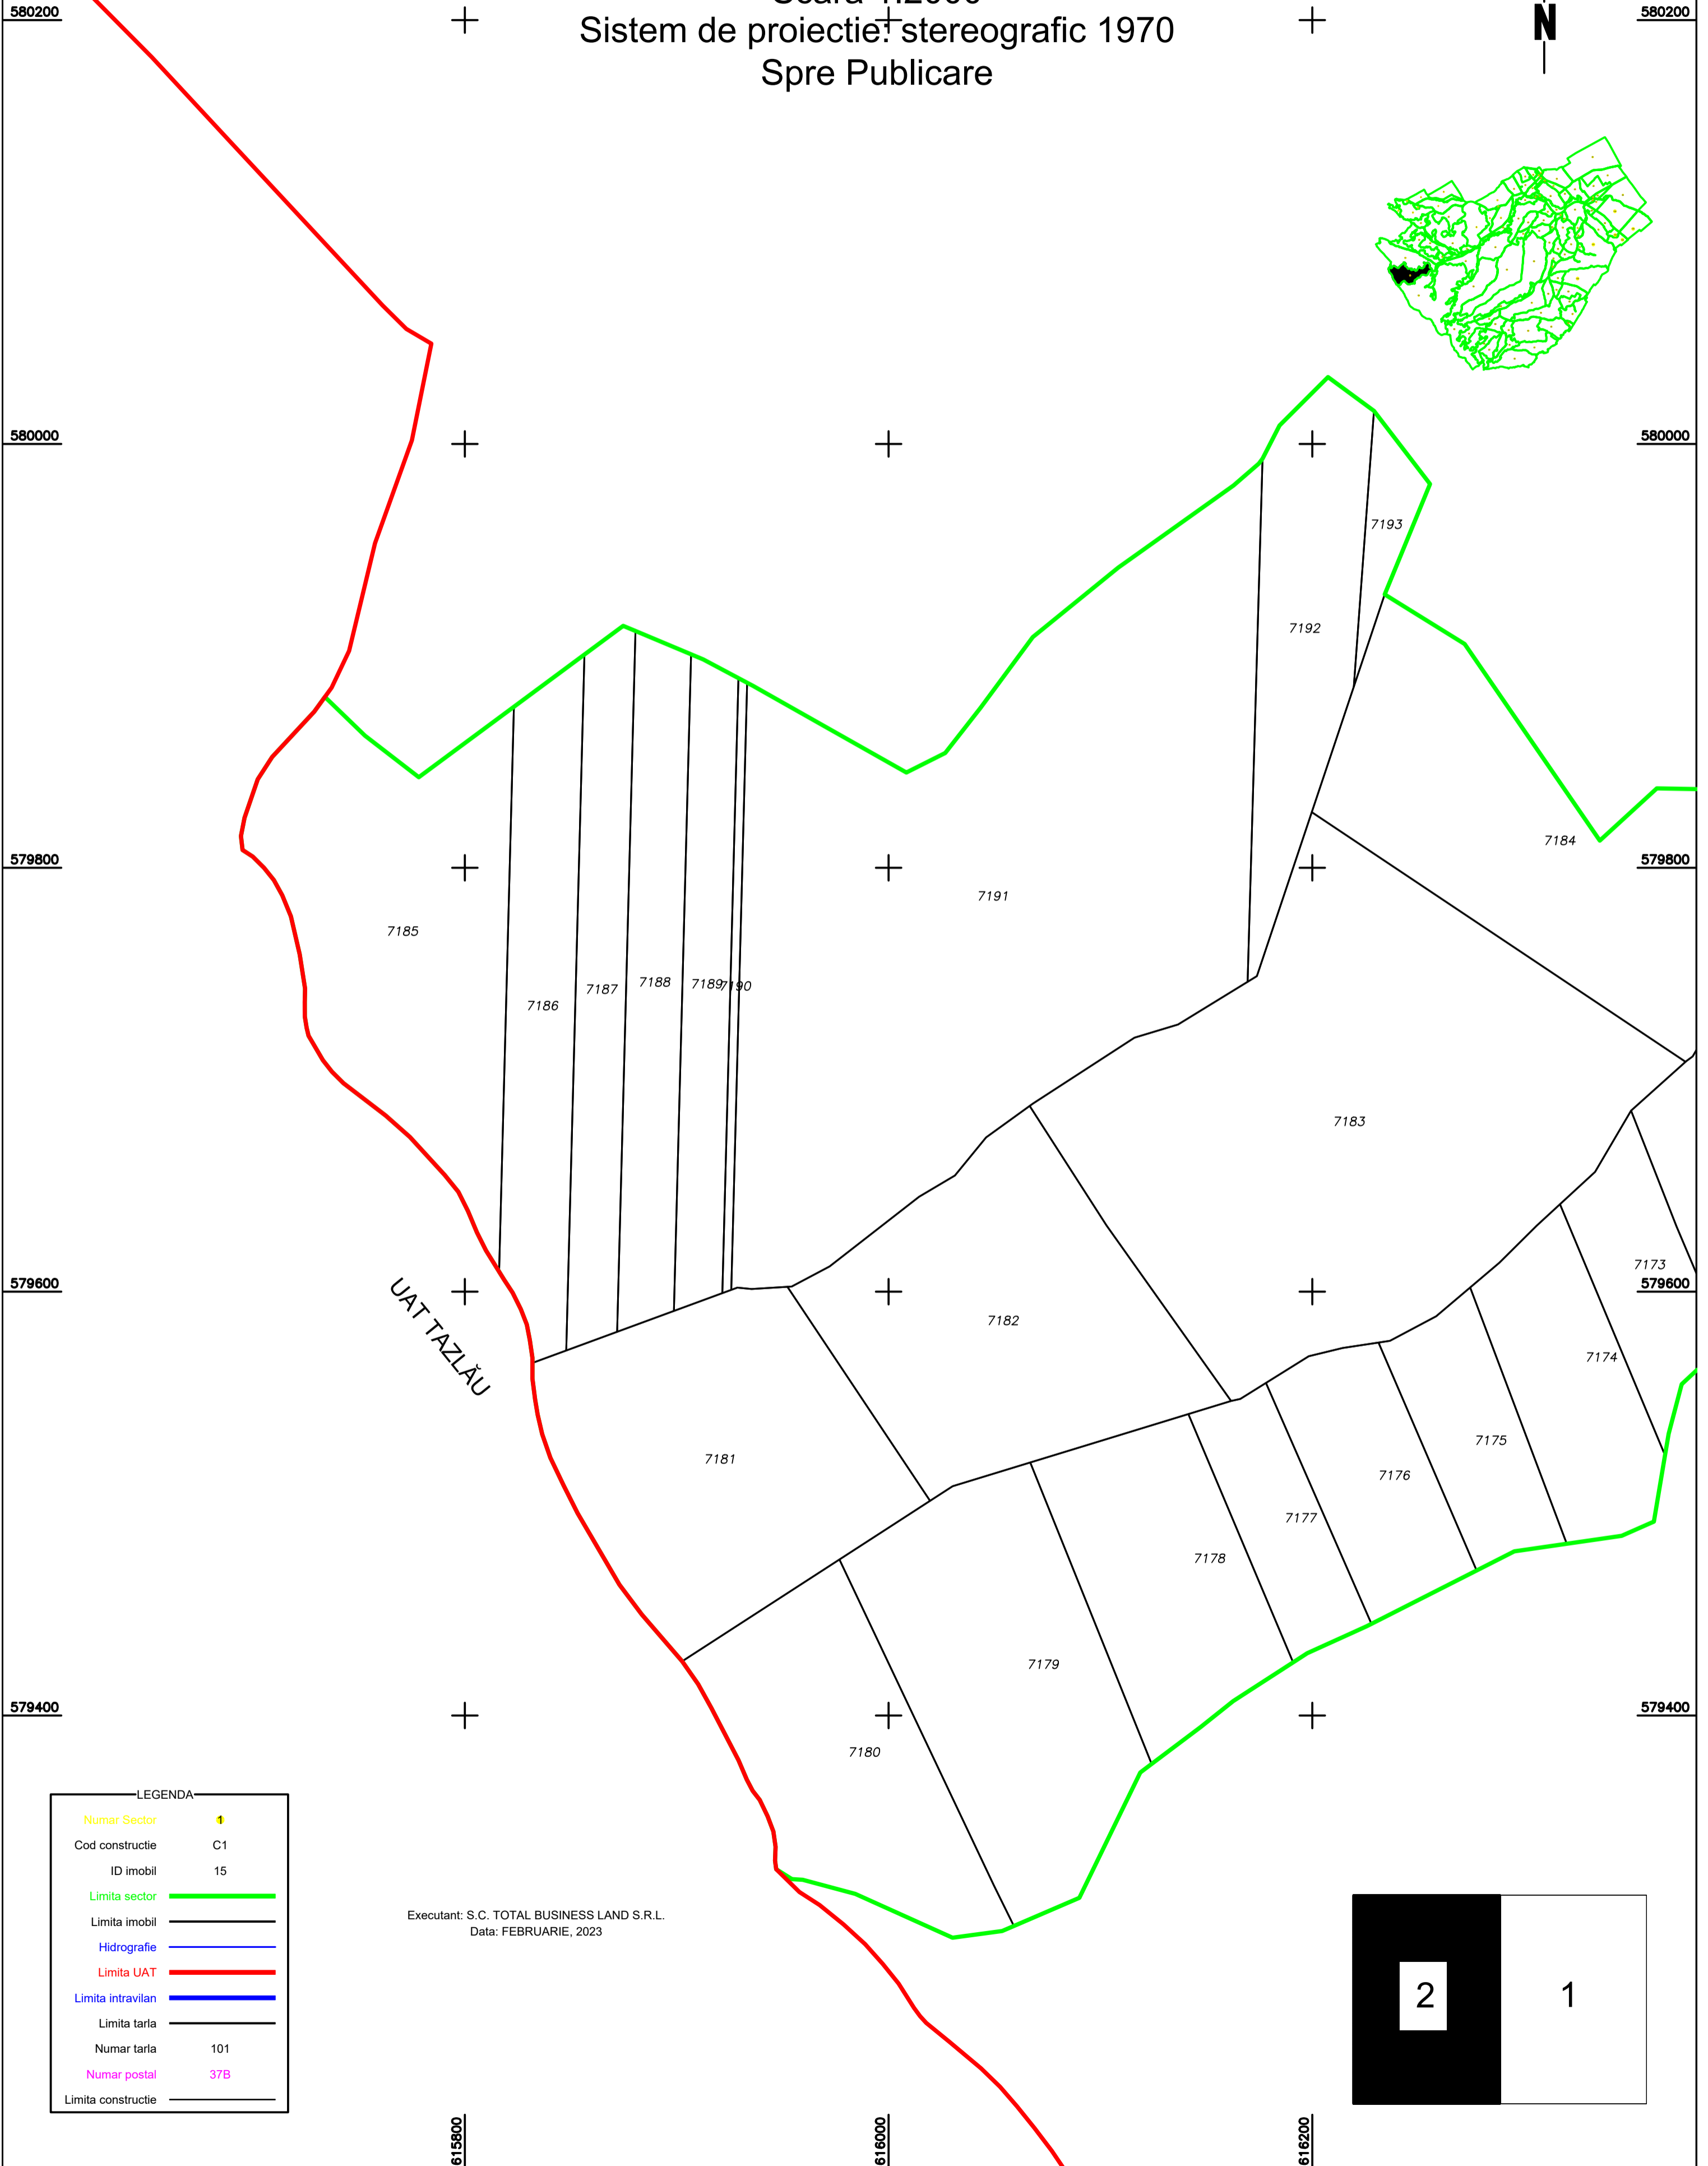 Scara 1:2000
580200
580200
Sistem de proiectie: stereografic 1970
N
Spre Publicare
580000
580000
7193
7192
7184
579800
579800
7191
7185
7188
7189
7190
7187
7186
7183
7173
579600
579600
UAT TAZLĂU
7182
7174
7175
7181
7176
7177
7178
7179
579400
579400
7180
LEGENDA
Numar Sector 1
Cod constructie C1
ID imobil 15
Limita sector
Limita imobil
Hidrografie
Limita UAT
Limita intravilan
Limita tarla
Numar tarla 101
Numar postal 37B
Limita constructie
Executant: S.C. TOTAL BUSINESS LAND S.R.L.
Data: FEBRUARIE, 2023
2
1
615800
616000
616200